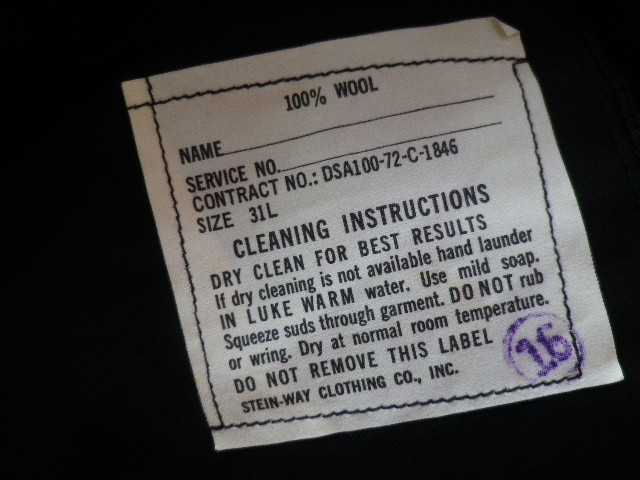 100% WOOL
NAME
SERVICE NO.
CONTRACT NO.: DSA100-72-C-1846
SIZE 31L
CLEANING INSTRUCTIONS
DRY CLEAN FOR BEST RESULTS
If dry cleaning is not available hand launder
IN LUKE WARM water. Use mild soap.
Squeeze suds through garment. DO NOT rub
or wring. Dry at normal room temperature.
DO NOT REMOVE THIS LABEL
STEIN-WAY CLOTHING CO., INC.
16